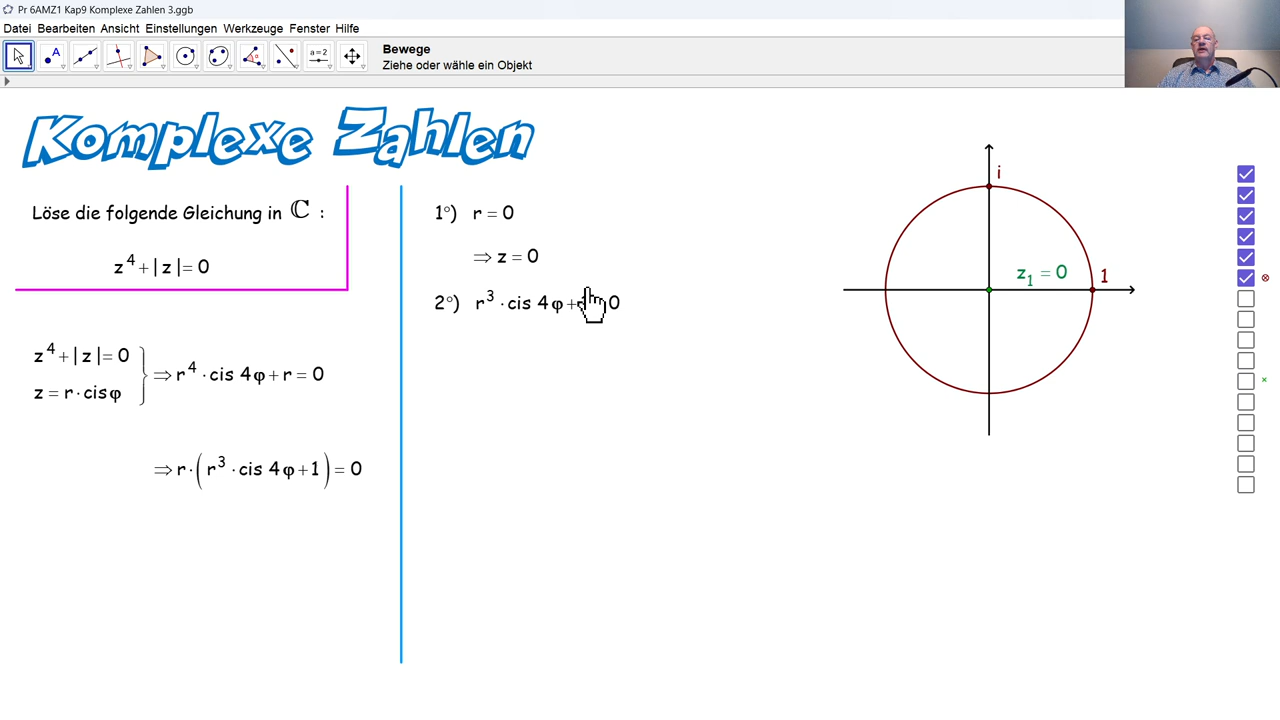 Pr 6AMZ1 Kap9 Komplexe Zahlen 3.ggb
Datei Bearbeiten Ansicht Einstellungen Werkzeuge Fenster Hilfe
A
a=2
Bewege
Ziehe oder wähle ein Objekt
Komplexe Zahlen
Löse die folgende Gleichung in ℂ :
z⁴+|z|=0
z⁴+|z|=0
z = r·cisφ
⇒ r⁴·cis 4φ+r = 0
⇒ r·(r³·cis 4φ+1) = 0
1°) r = 0
⇒ z = 0
2°) r³·cis 4φ+ 0
i
z₁ = 0
1